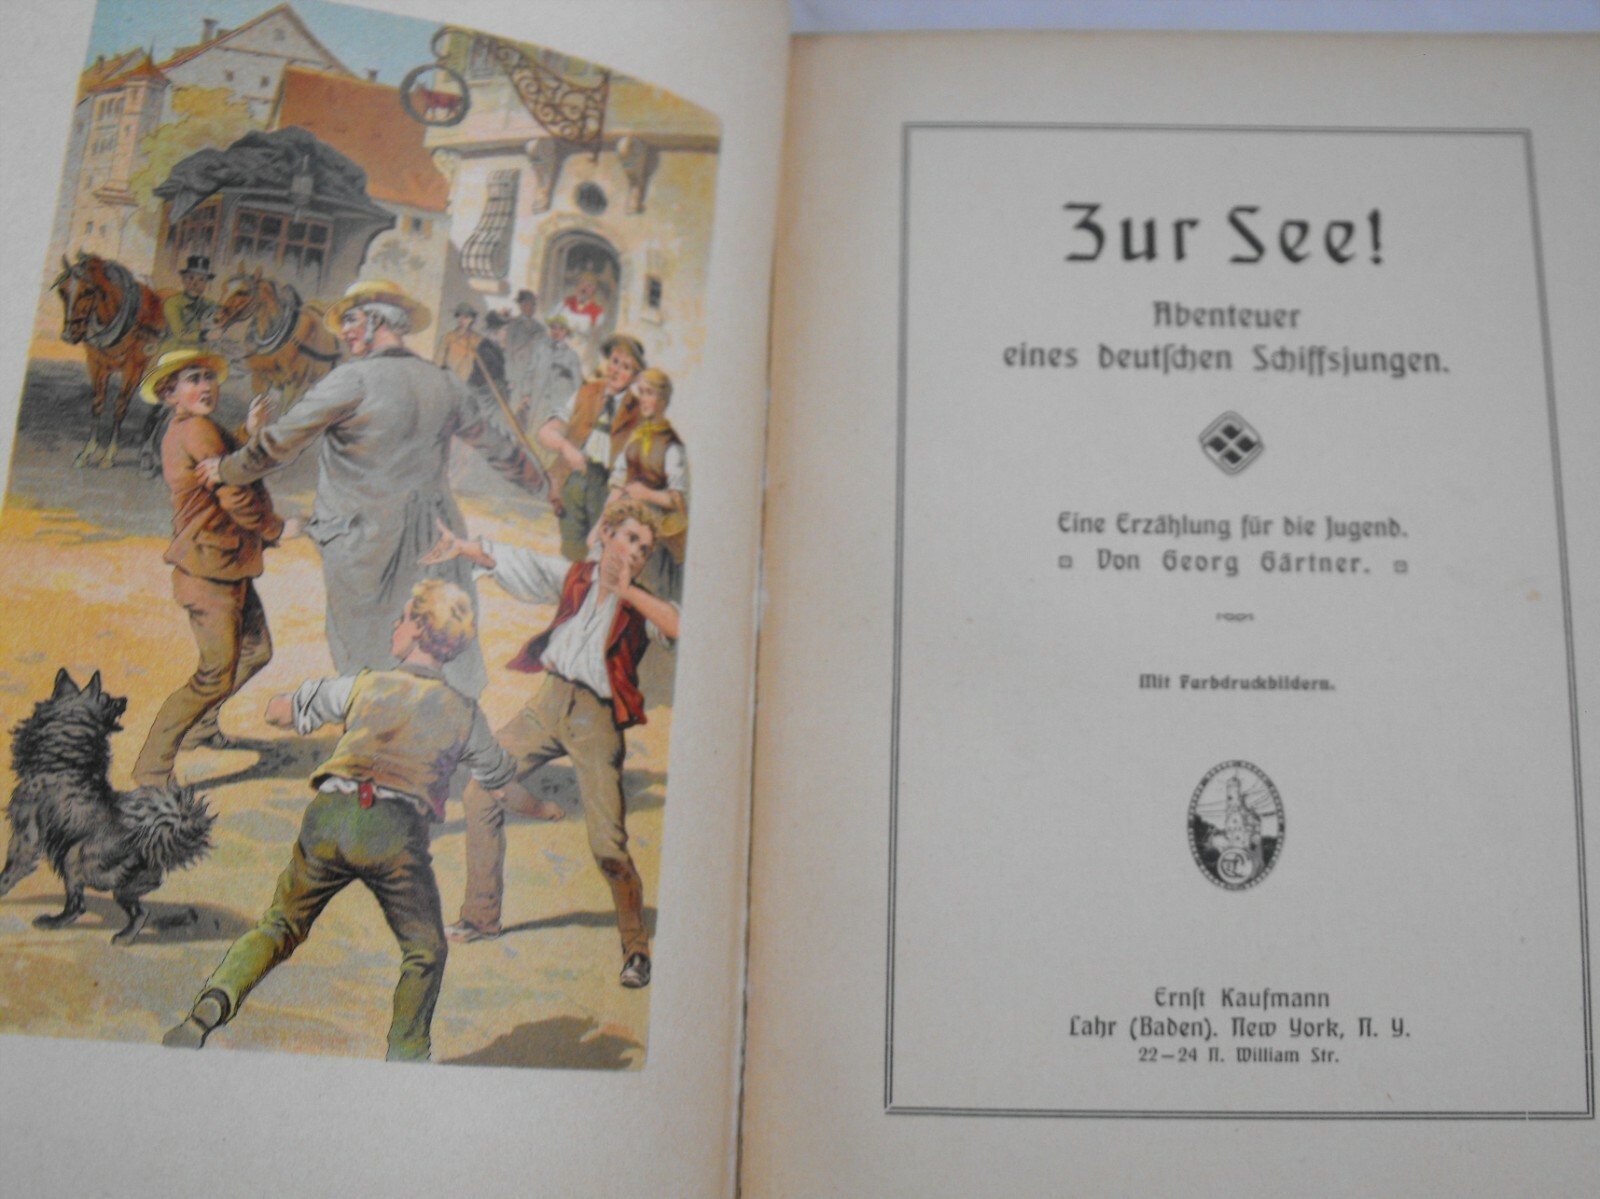 Zur See!
Abenteuer
eines deutschen Schiffsjungen.
Eine Erzählung für die Jugend.
Von Georg Gärtner.
Mit Farbdruckbildern.
Ernst Kaufmann
Lahr (Baden). New York, N. Y.
22—24 N. William Str.